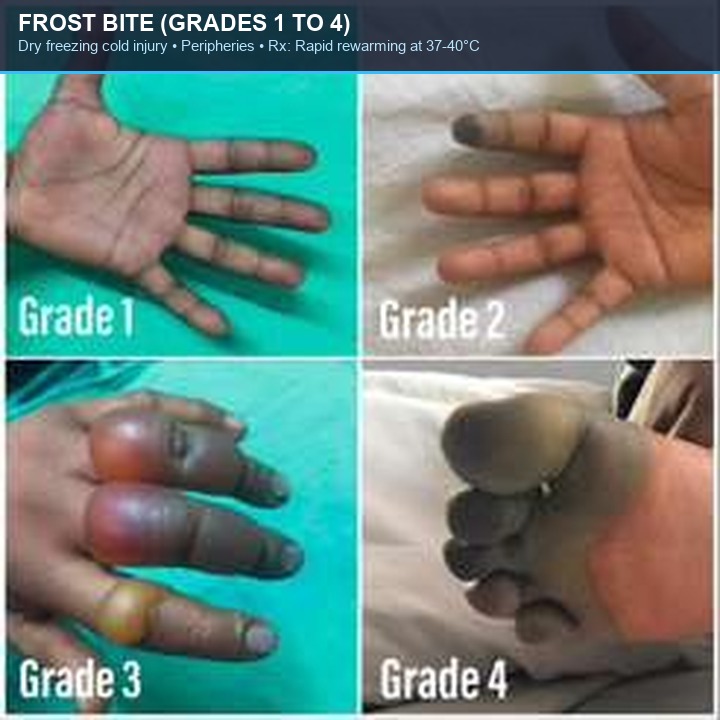 FROST BITE (GRADES 1 TO 4)
Dry freezing cold injury • Peripheries • Rx: Rapid rewarming at 37-40°C
Grade 1
Grade 2
Grade 3
Grade 4